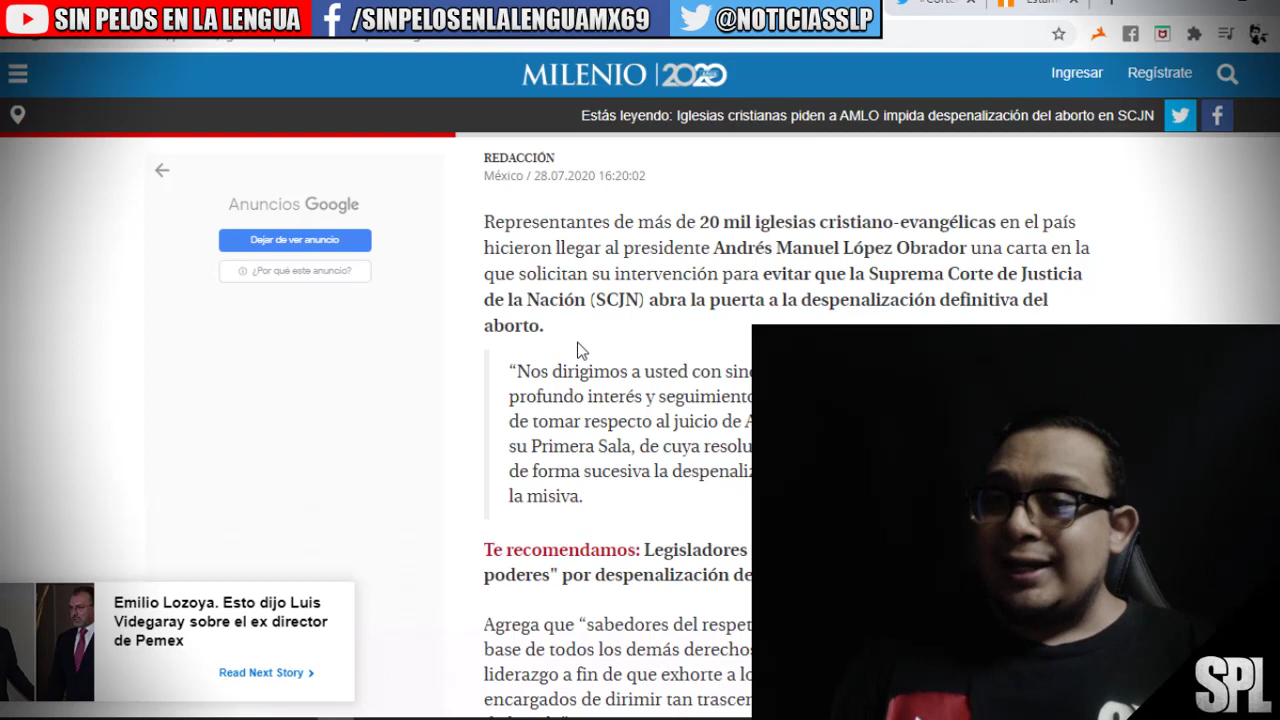 SIN PELOS EN LA LENGUA
/SINPELOSENLALENGUAMX69
@NOTICIASSLP
MILENIO | 2020
Ingresar
Regístrate
Estás leyendo: Iglesias cristianas piden a AMLO impida despenalización del aborto en SCJN
REDACCIÓN
México / 28.07.2020 16:20:02
Anuncios Google
Dejar de ver anuncio
¿Por qué este anuncio?
Representantes de más de 20 mil iglesias cristiano-evangélicas en el país
hicieron llegar al presidente Andrés Manuel López Obrador una carta en la
que solicitan su intervención para evitar que la Suprema Corte de Justicia
de la Nación (SCJN) abra la puerta a la despenalización definitiva del
aborto.
“Nos dirigimos a usted con
profundo interés y seguimiento
de tomar respecto al juicio de
su Primera Sala, de cuya
de forma sucesiva la
la misiva.
Te recomendamos: Legisladores
poderes" por despenalización
Agrega que “sabedores del
base de todos los demás
liderazgo a fin de que exhorte a
encargados de dirimir tan
Emilio Lozoya. Esto dijo Luis
Videgaray sobre el ex director
de Pemex
Read Next Story
SPL